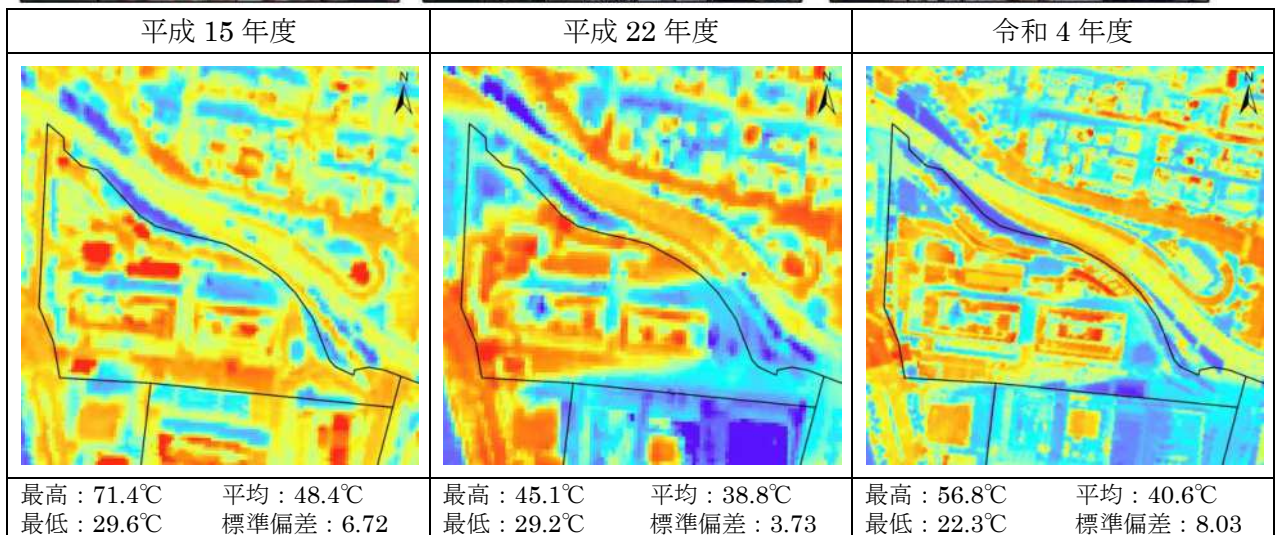 平成 15 年度
平成 22 年度
令和 4 年度
N
N
N
最高：71.4℃ 平均：48.4℃
最低：29.6℃ 標準偏差：6.72
最高：45.1℃ 平均：38.8℃
最低：29.2℃ 標準偏差：3.73
最高：56.8℃ 平均：40.6℃
最低：22.3℃ 標準偏差：8.03